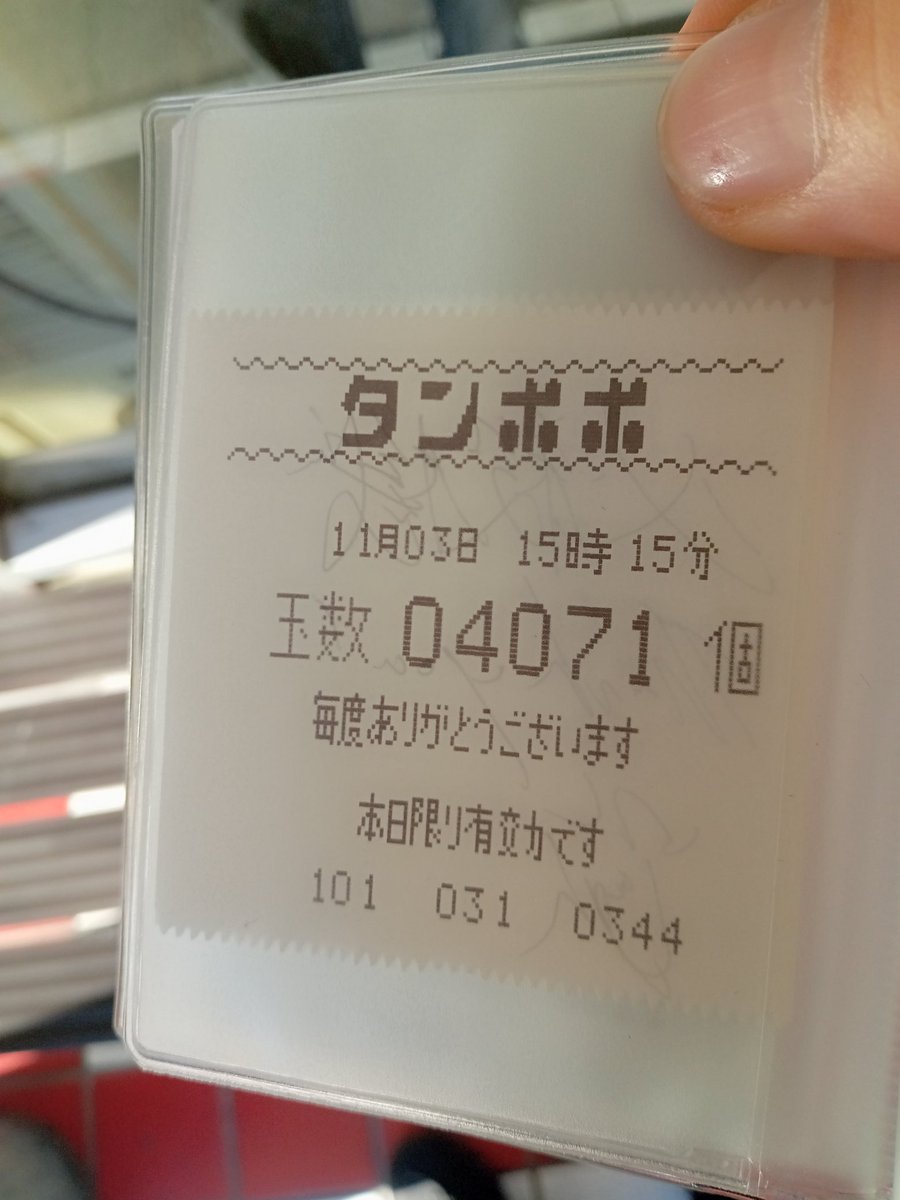 タンポポ
11月03日 15時15分
玉数 04071 個
毎度ありがとうございます
本日限り有効です
101 031 0344